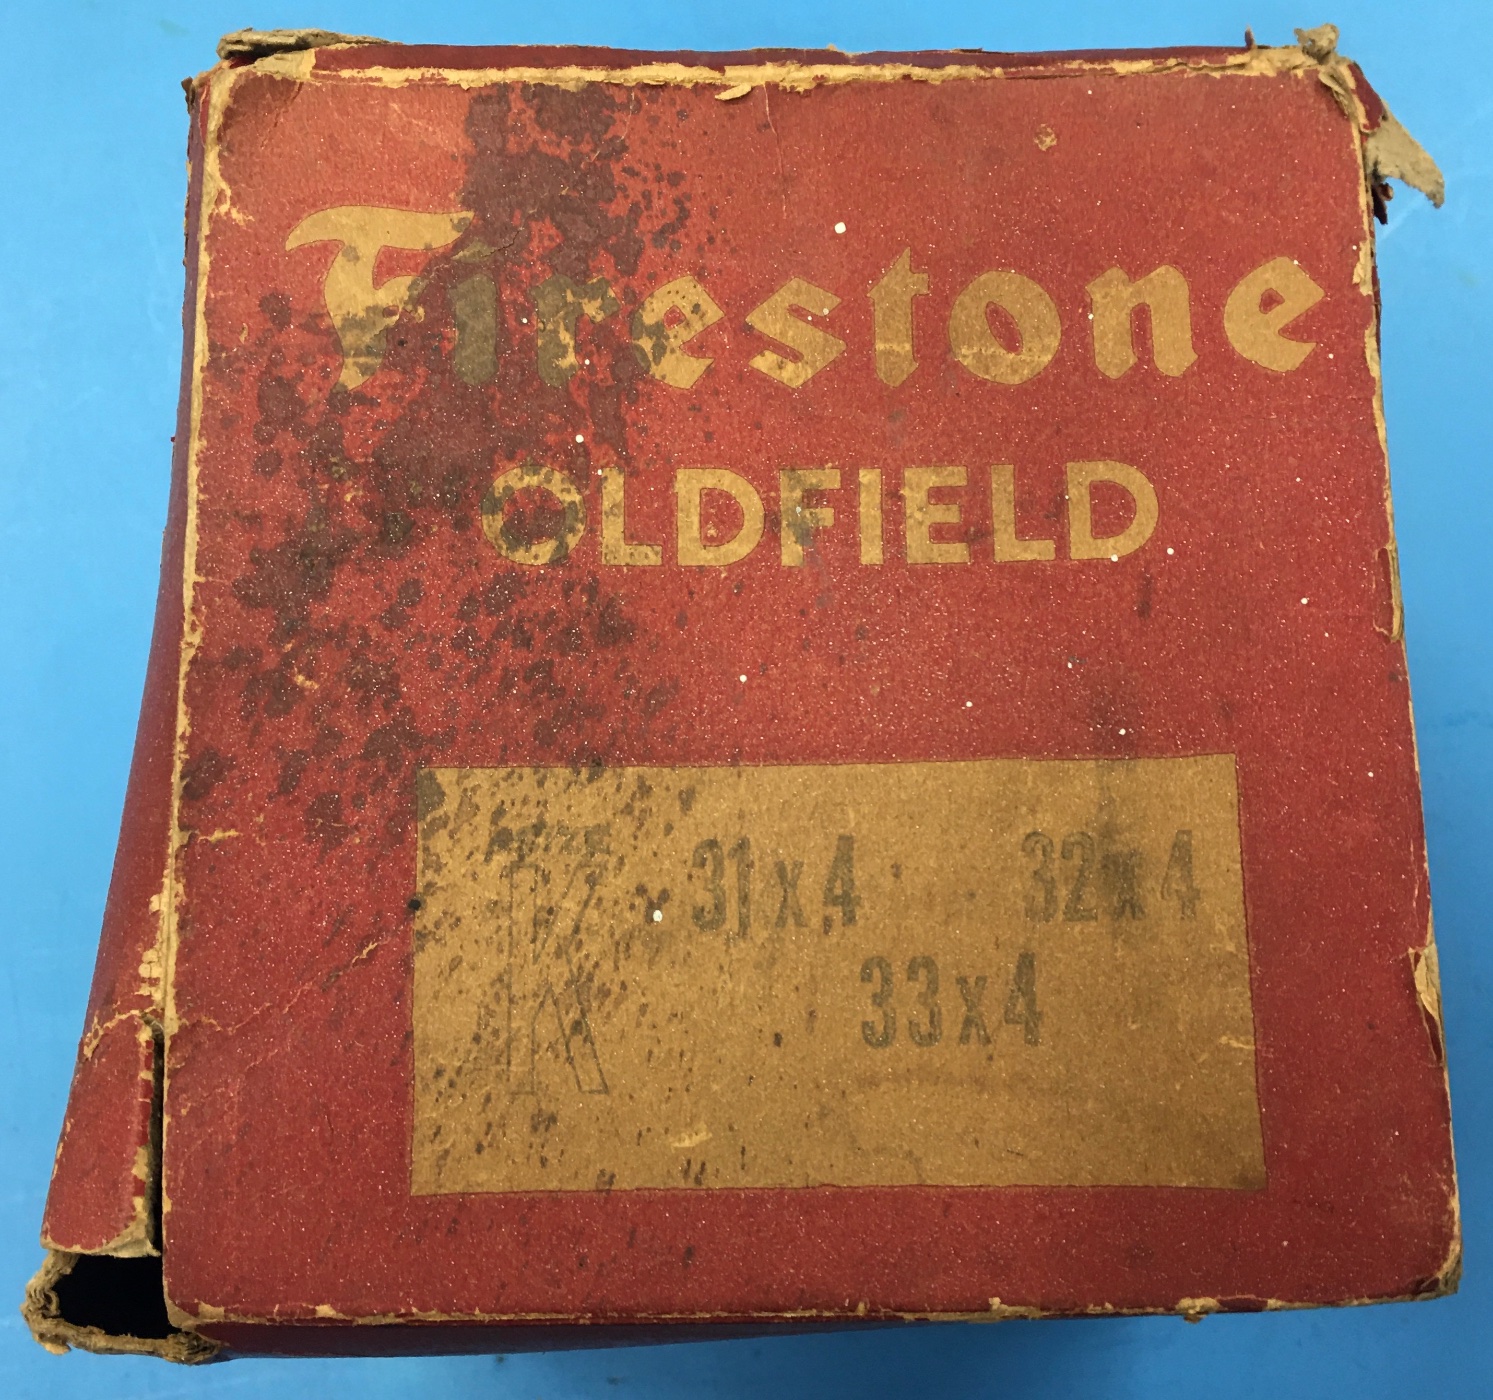 Firestone
OLDFIELD
K 31x4 32x4
33x4